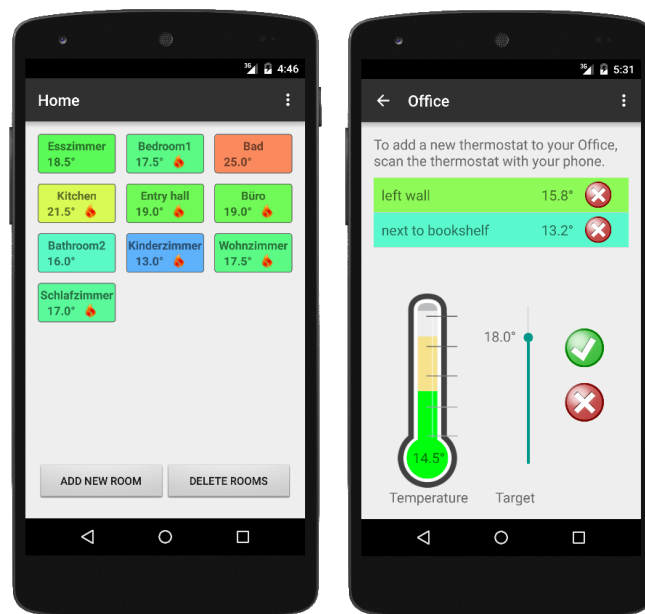 3G 4:46
Home
Esszimmer
18.5°
Bedroom1
17.5°
Bad
25.0°
Kitchen
21.5°
Entry hall
19.0°
Büro
19.0°
Bathroom2
16.0°
Kinderzimmer
13.0°
Wohnzimmer
17.5°
Schlafzimmer
17.0°
ADD NEW ROOM
DELETE ROOMS
3G 5:31
Office
To add a new thermostat to your Office,
scan the thermostat with your phone.
left wall 15.8°
next to bookshelf 13.2°
18.0°
14.5°
Temperature
Target